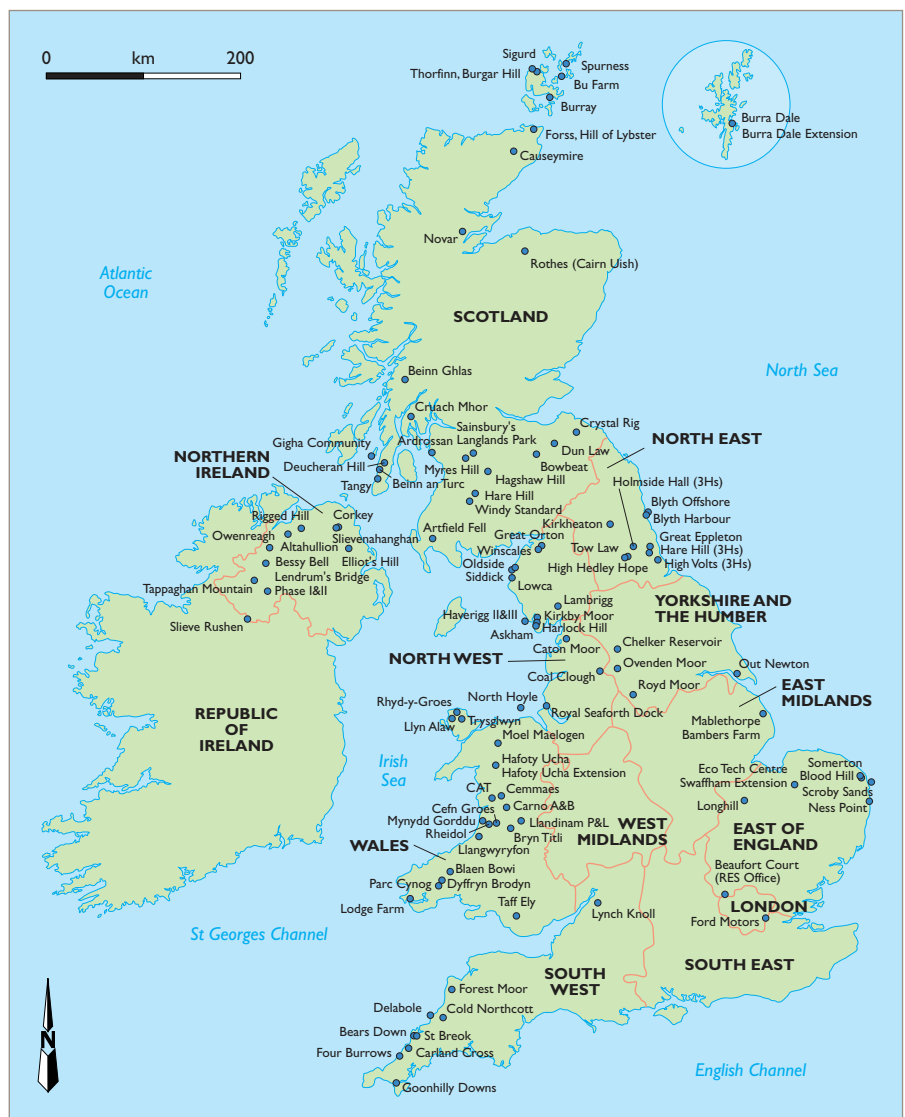 0 km 200
Sigurd
Thorfinn, Burgar Hill
Spurness
Bu Farm
Burray
Burra Dale
Burra Dale Extension
Forss, Hill of Lybster
Causeymire
Novar
Rothes (Cairn Uish)
Atlantic
Ocean
SCOTLAND
North Sea
Beinn Ghlas
Cruach Mhor
Sainsbury's
Langlands Park
Ardrossan
Crystal Rig
Dun Law
Bowbeat
NORTH EAST
Gigha Community
NORTHERN
IRELAND
Deucheran Hill
Beinn an Turc
Tangy
Myres Hill
Hagshaw Hill
Hare Hill
Windy Standard
Holmside Hall (3Hs)
Blyth Offshore
Blyth Harbour
Kirkheaton
Great Eppleton
Hare Hill (3Hs)
High Volts (3Hs)
Rigged Hill
Corkey
Owenreagh
Slievenahanghan
Altahullion
Elliot's Hill
Bessy Bell
Lendrum's Bridge
Phase I&II
Tappaghan Mountain
Slieve Rushen
Artfield Fell
Great Orton
Winscales
Oldside
Siddick
Lowca
Tow Law
High Hedley Hope
Lambrigg
Haverigg II&III
Kirkby Moor
Harlock Hill
Askham
YORKSHIRE AND
THE HUMBER
Caton Moor
Chelker Reservoir
NORTH WEST
Coal Clough
Ovenden Moor
Royd Moor
Out Newton
EAST
MIDLANDS
Rhyd-y-Groes
North Hoyle
Royal Seaforth Dock
Llyn Alaw
Trysglwyn
Moel Maelogen
Mablethorpe
Bambers Farm
REPUBLIC
OF
IRELAND
Irish
Sea
Hafoty Ucha
Hafoty Ucha Extension
CAT
Cemmaes
Cefn Groes
Carno A&B
Mynydd Gorddu
Rheidol
Llandinam P&L
Bryn Titli
Llangwyryfon
Eco Tech Centre
Swaffham Extension
Somerton
Blood Hill
Scroby Sands
Ness Point
Longhill
WEST
MIDLANDS
EAST OF
ENGLAND
WALES
Blaen Bowi
Parc Cynog
Dyffryn Brodyn
Lodge Farm
Taff Ely
Lynch Knoll
Beaufort Court
(RES Office)
LONDON
Ford Motors
St Georges Channel
SOUTH
WEST
SOUTH EAST
Forest Moor
Delabole
Cold Northcott
Bears Down
St Breok
Four Burrows
Carland Cross
Goonhilly Downs
English Channel
N